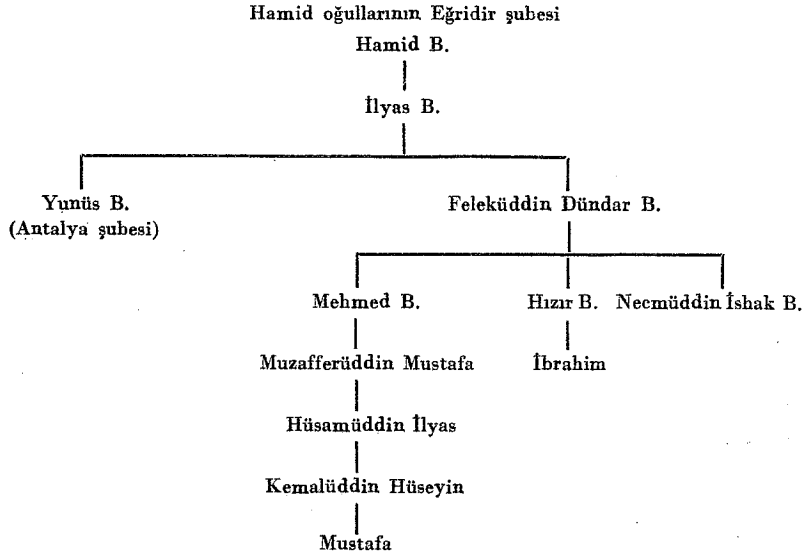 Hamid oğullarının Eğridir şubesi
Hamid B.
İlyas B.
Yunüs B.
(Antalya şubesi)
Feleküddin Dündar B.
Mehmed B.
Hızır B.
Necmüddin İshak B.
Muzafferüddin Mustafa
İbrahim
Hüsamüddin İlyas
Kemalüddin Hüseyin
Mustafa